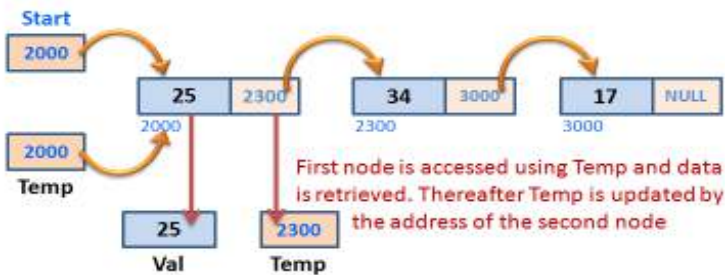 Start
2000
25 2300 34 3000 17 NULL
2000 2300 3000
2000
Temp
First node is accessed using Temp and data
is retrieved. Thereafter Temp is updated by
the address of the second node
25 2300
Val Temp